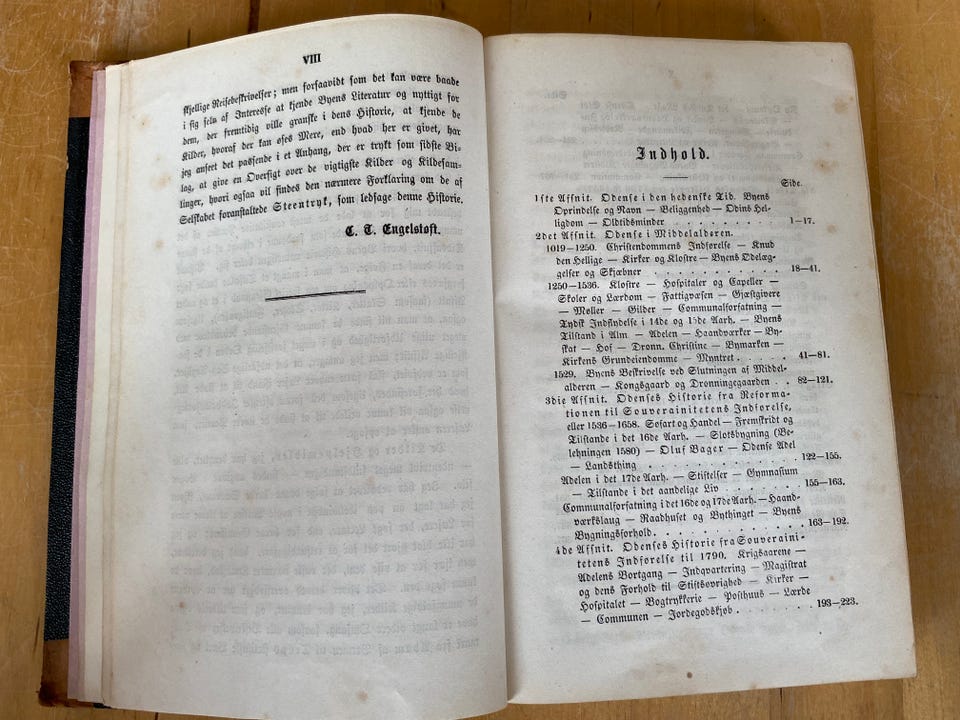 VIII
skjellige Reisebeskrivelser; men forsaavidt som det kan være baade
i sig selv af Interesse at kjende Byens Literatur og nyttigt for
dem, der fremtidig ville granske i dens Historie, at kjende de
Kilder, hvoraf der kan øses Mere, end hvad her er givet, har
jeg anseet det passende i et Anhang, der er trykt som sidste Bi-
lag, at give en Oversigt over de vigtigste Kilder og Kildesam-
linger, hvori ogsaa vil findes den nærmere Forklaring om de af
Selskabet foranstaltede Steentryk, som ledsage denne Historie.
C. T. Engelstoft.
Indhold.
Side.
1ste Afsnit. Odense i den hedenske Tid. Byens
Oprindelse og Navn — Beliggenhed — Odins Hel-
ligdom — Oldtidsminder . . . . . . . 1—17.
2det Afsnit. Odense i Middelalderen.
1019—1250. Christendommens Indførelse — Knud
den Hellige — Kirker og Klostre — Byens Ødelæg-
gelser og Skjæbner . . . . . . . . . . 18—41.
1250—1536. Klostre — Hospitaler og Capeller —
Skoler og Lærdom — Fattigvæsen — Gjæstgivere
— Møller — Gilder — Communalforfatning —
Tydsk Indflydelse i 14de og 15de Aarh. — Byens
Tilstand i Alm — Adelen — Haandværker — By-
skat — Hof — Dronn. Christine — Bymarken —
Kirkens Grundeiendomme — Myntret . . . . . 41—81.
1529. Byens Beskrivelse ved Slutningen af Middel-
alderen — Kongsgaard og Dronningegaarden . . 82—121.
3die Afsnit. Odenses Historie fra Reforma-
tionen til Souverainitetens Indførelse,
eller 1536—1658. Søfart og Handel — Fremskridt og
Tilstande i det 16de Aarh. — Slotsbygning (Be-
lehningen 1580) — Oluf Bager — Odense Adel
— Landsthing . . . . . . . . . . . 122—155.
Adelen i det 17de Aarh. — Stiftelser — Gymnasium
— Tilstande i det aandelige Liv . . . . . . 155—163.
Communalforfatning i det 16de og 17de Aarh. — Haand-
værkslaug — Raadhuset og Bythinget — Byens
Bygningsforhold. . . . . . . . . . . . 163—192.
4de Afsnit. Odenses Historie fra Souveraini-
tetens Indførelse til 1790. Krigsaarene —
Adelens Bortgang — Indqvartering — Magistrat
og dens Forhold til Stiftsøvrighed — Kirker —
Hospitalet — Bogtrykkerie — Posthuus — Lærde
— Communen — Jordegodskjøb . . . . . . . 193—223.